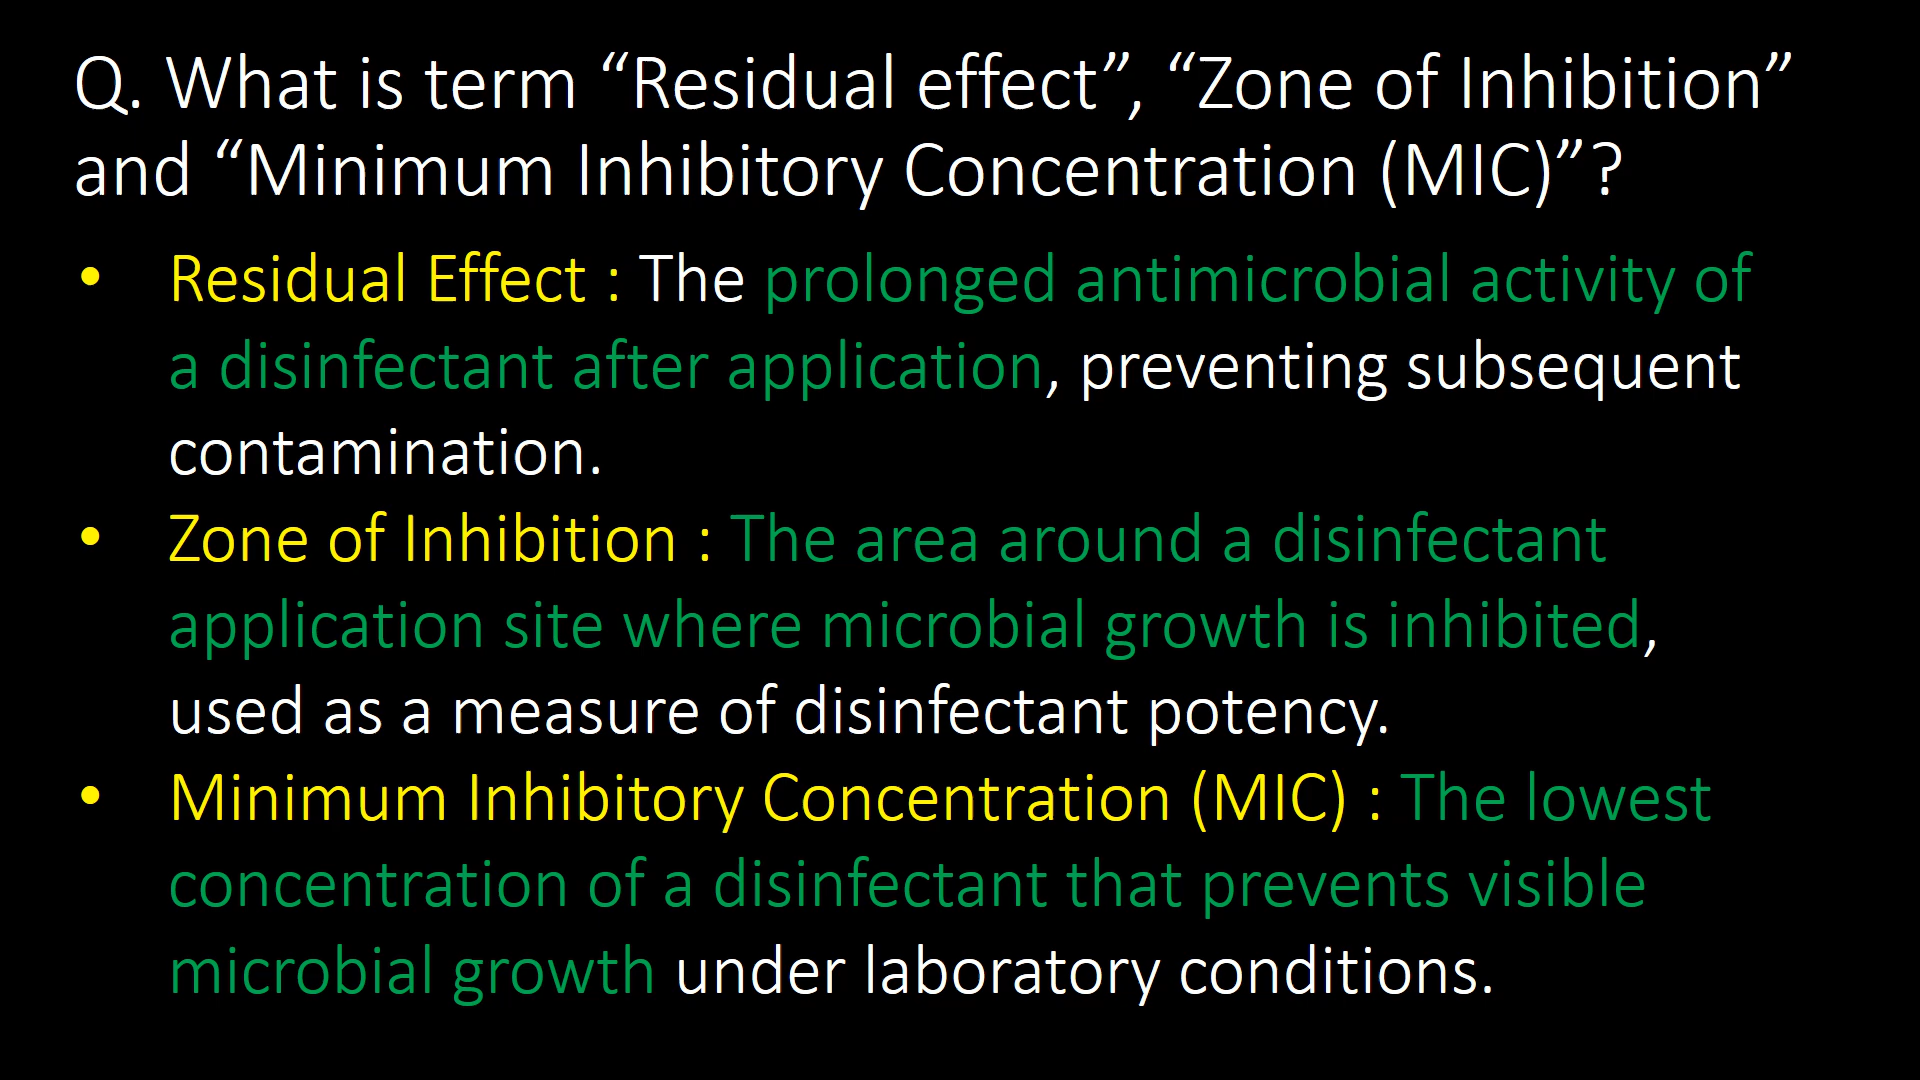 Q. What is term “Residual effect”, “Zone of Inhibition”
and “Minimum Inhibitory Concentration (MIC)”?
• Residual Effect : The prolonged antimicrobial activity of
a disinfectant after application, preventing subsequent
contamination.
• Zone of Inhibition : The area around a disinfectant
application site where microbial growth is inhibited,
used as a measure of disinfectant potency.
• Minimum Inhibitory Concentration (MIC) : The lowest
concentration of a disinfectant that prevents visible
microbial growth under laboratory conditions.